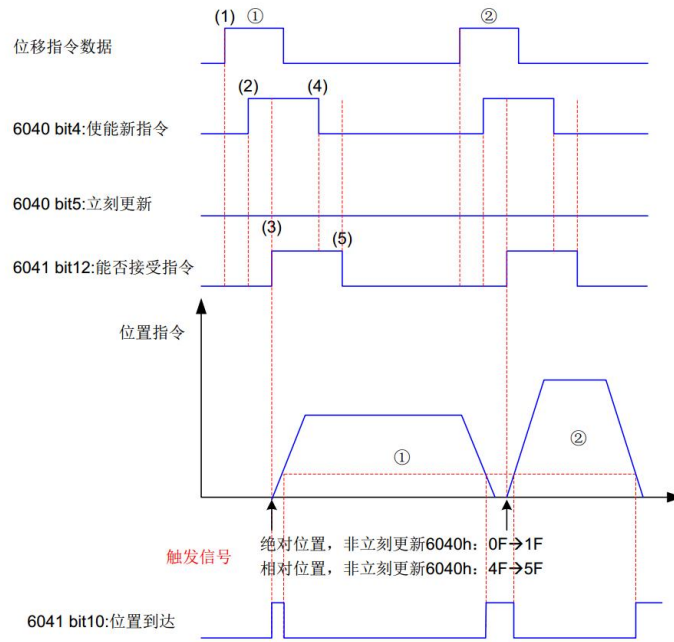 (1) ① ②
位移指令数据
(2) (4)
6040 bit4:使能新指令
6040 bit5:立刻更新
(3) (5)
6041 bit12:能否接受指令
位置指令
① ②
触发信号
绝对位置，非立刻更新6040h：0F→1F
相对位置，非立刻更新6040h：4F→5F
6041 bit10:位置到达